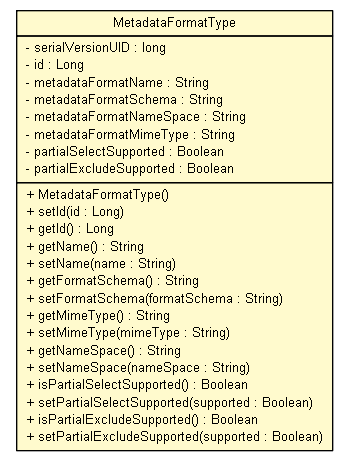 MetadataFormatType
- serialVersionUID : long
- id : Long
- metadataFormatName : String
- metadataFormatSchema : String
- metadataFormatNameSpace : String
- metadataFormatMimeType : String
- partialSelectSupported : Boolean
- partialExcludeSupported : Boolean
+ MetadataFormatType()
+ setId(id : Long)
+ getId() : Long
+ getName() : String
+ setName(name : String)
+ getFormatSchema() : String
+ setFormatSchema(formatSchema : String)
+ getMimeType() : String
+ setMimeType(mimeType : String)
+ getNameSpace() : String
+ setNameSpace(nameSpace : String)
+ isPartialSelectSupported() : Boolean
+ setPartialSelectSupported(supported : Boolean)
+ isPartialExcludeSupported() : Boolean
+ setPartialExcludeSupported(supported : Boolean)